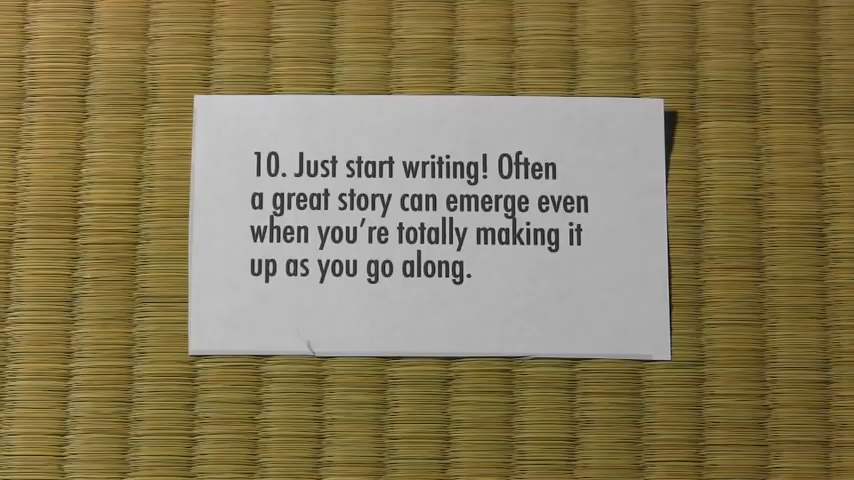 10. Just start writing! Often
a great story can emerge even
when you're totally making it
up as you go along.